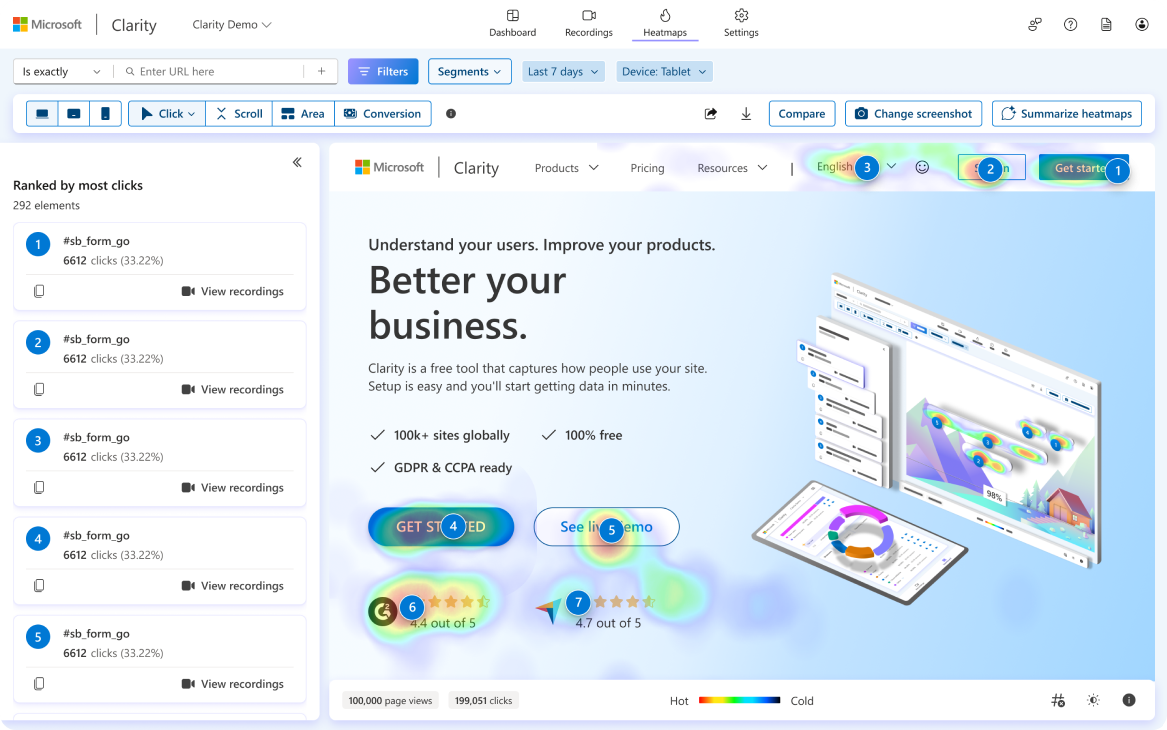 Microsoft Clarity Clarity Demo
Dashboard Recordings Heatmaps Settings
Is exactly Enter URL here Filters Segments Last 7 days Device: Tablet
Click Scroll Area Conversion Compare Change screenshot Summarize heatmaps
Ranked by most clicks
292 elements
1 #sb_form_go
6612 clicks (33.22%)
View recordings
2 #sb_form_go
6612 clicks (33.22%)
View recordings
3 #sb_form_go
6612 clicks (33.22%)
View recordings
4 #sb_form_go
6612 clicks (33.22%)
View recordings
5 #sb_form_go
6612 clicks (33.22%)
View recordings
Microsoft Clarity Products Pricing Resources | English 3 2 Get starte 1
Understand your users. Improve your products.
Better your
business.
Clarity is a free tool that captures how people use your site.
Setup is easy and you'll start getting data in minutes.
100k+ sites globally 100% free
GDPR & CCPA ready
GET ST 4 ED See li 5 mo
6 7
4.4 out of 5 4.7 out of 5
98%
100,000 page views 199,051 clicks Hot Cold